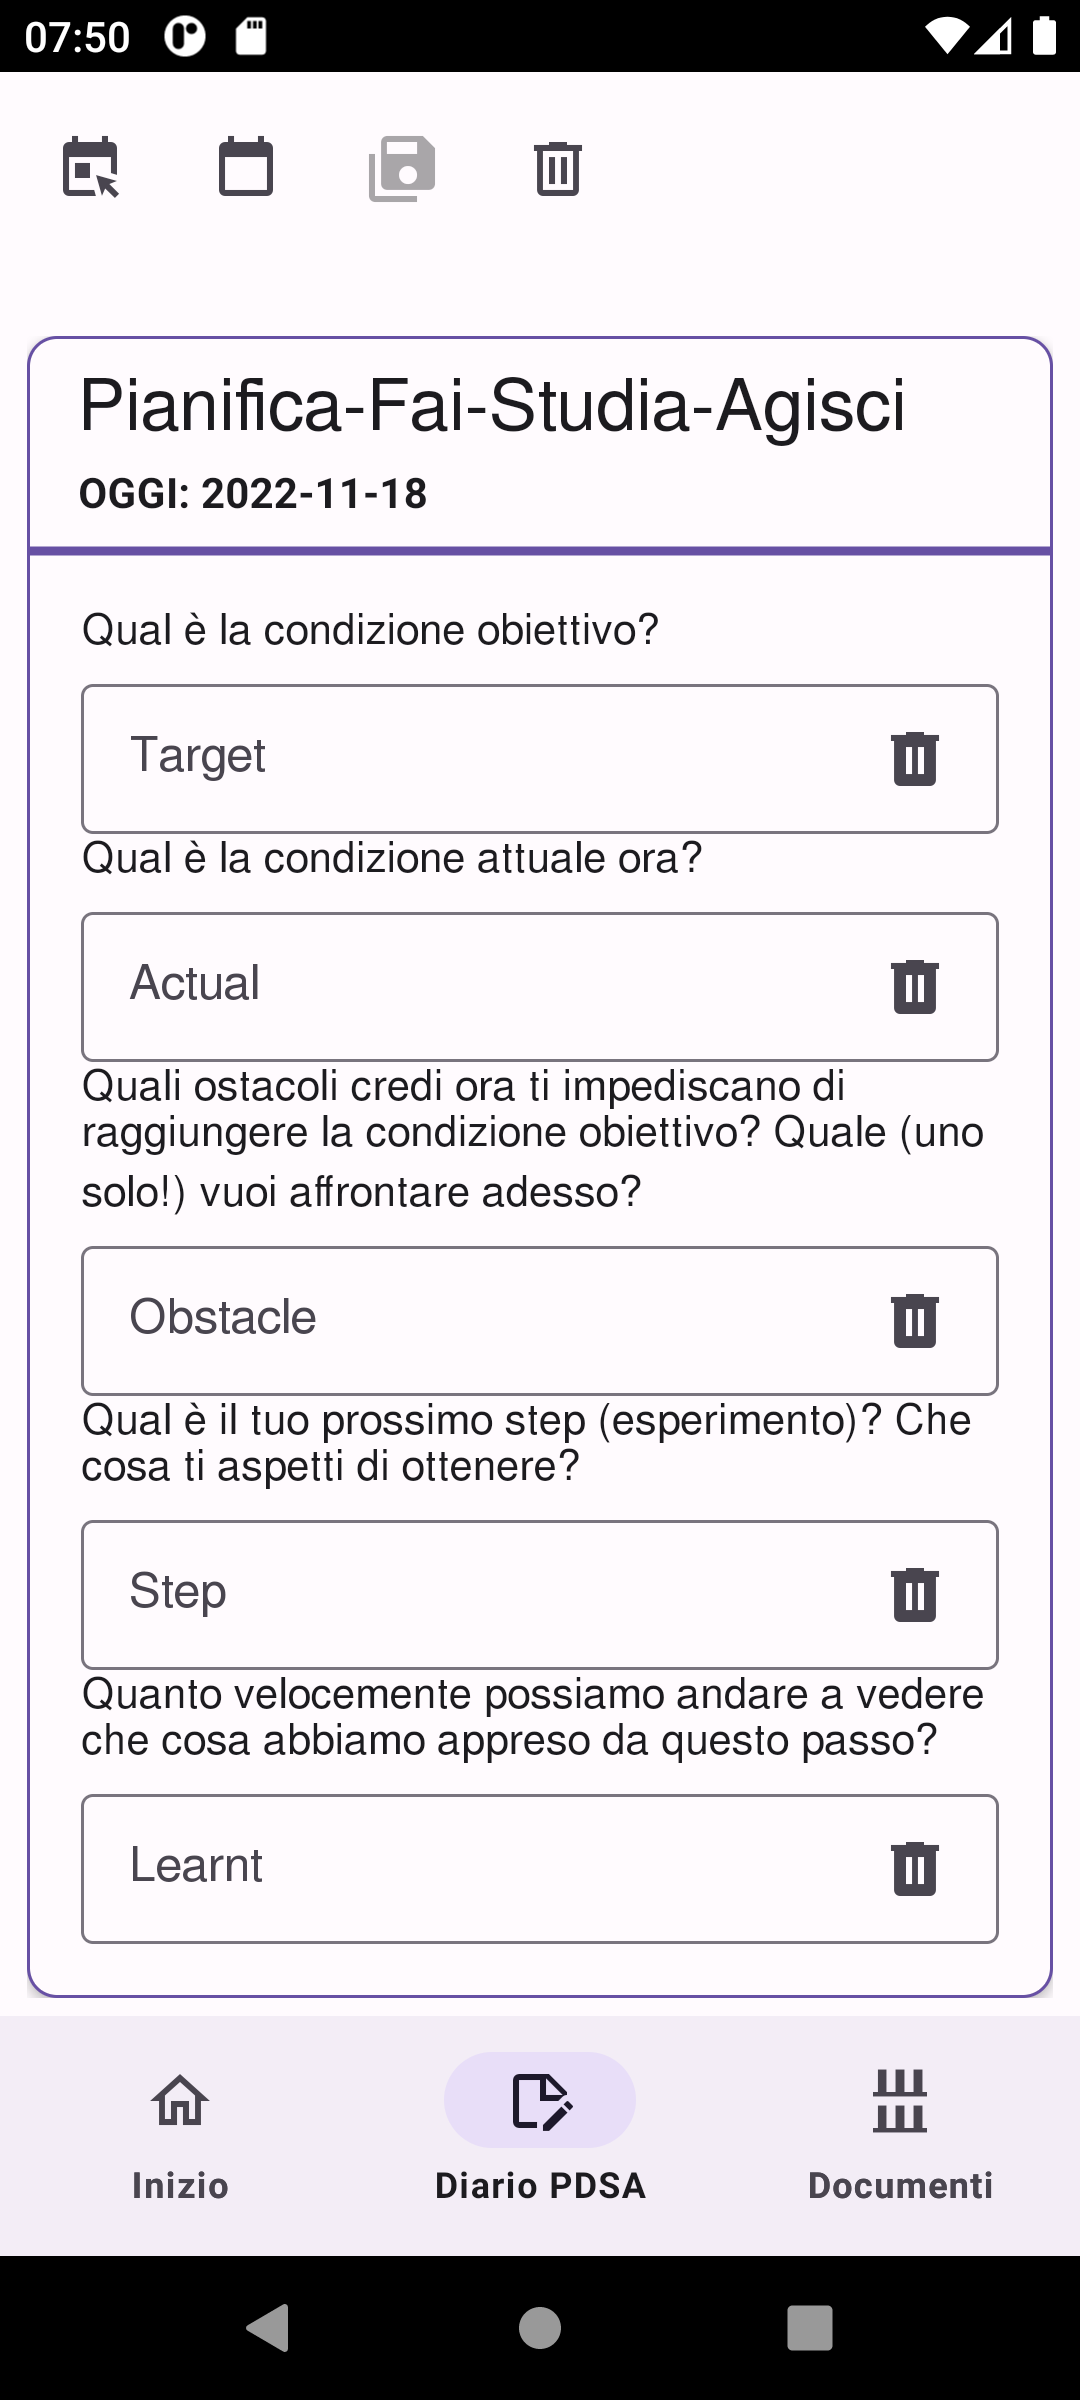 07:50
Pianifica-Fai-Studia-Agisci
OGGI: 2022-11-18
Qual è la condizione obiettivo?
Target
Qual è la condizione attuale ora?
Actual
Quali ostacoli credi ora ti impediscano di
raggiungere la condizione obiettivo? Quale (uno
solo!) vuoi affrontare adesso?
Obstacle
Qual è il tuo prossimo step (esperimento)? Che
cosa ti aspetti di ottenere?
Step
Quanto velocemente possiamo andare a vedere
che cosa abbiamo appreso da questo passo?
Learnt
Inizio
Diario PDSA
Documenti